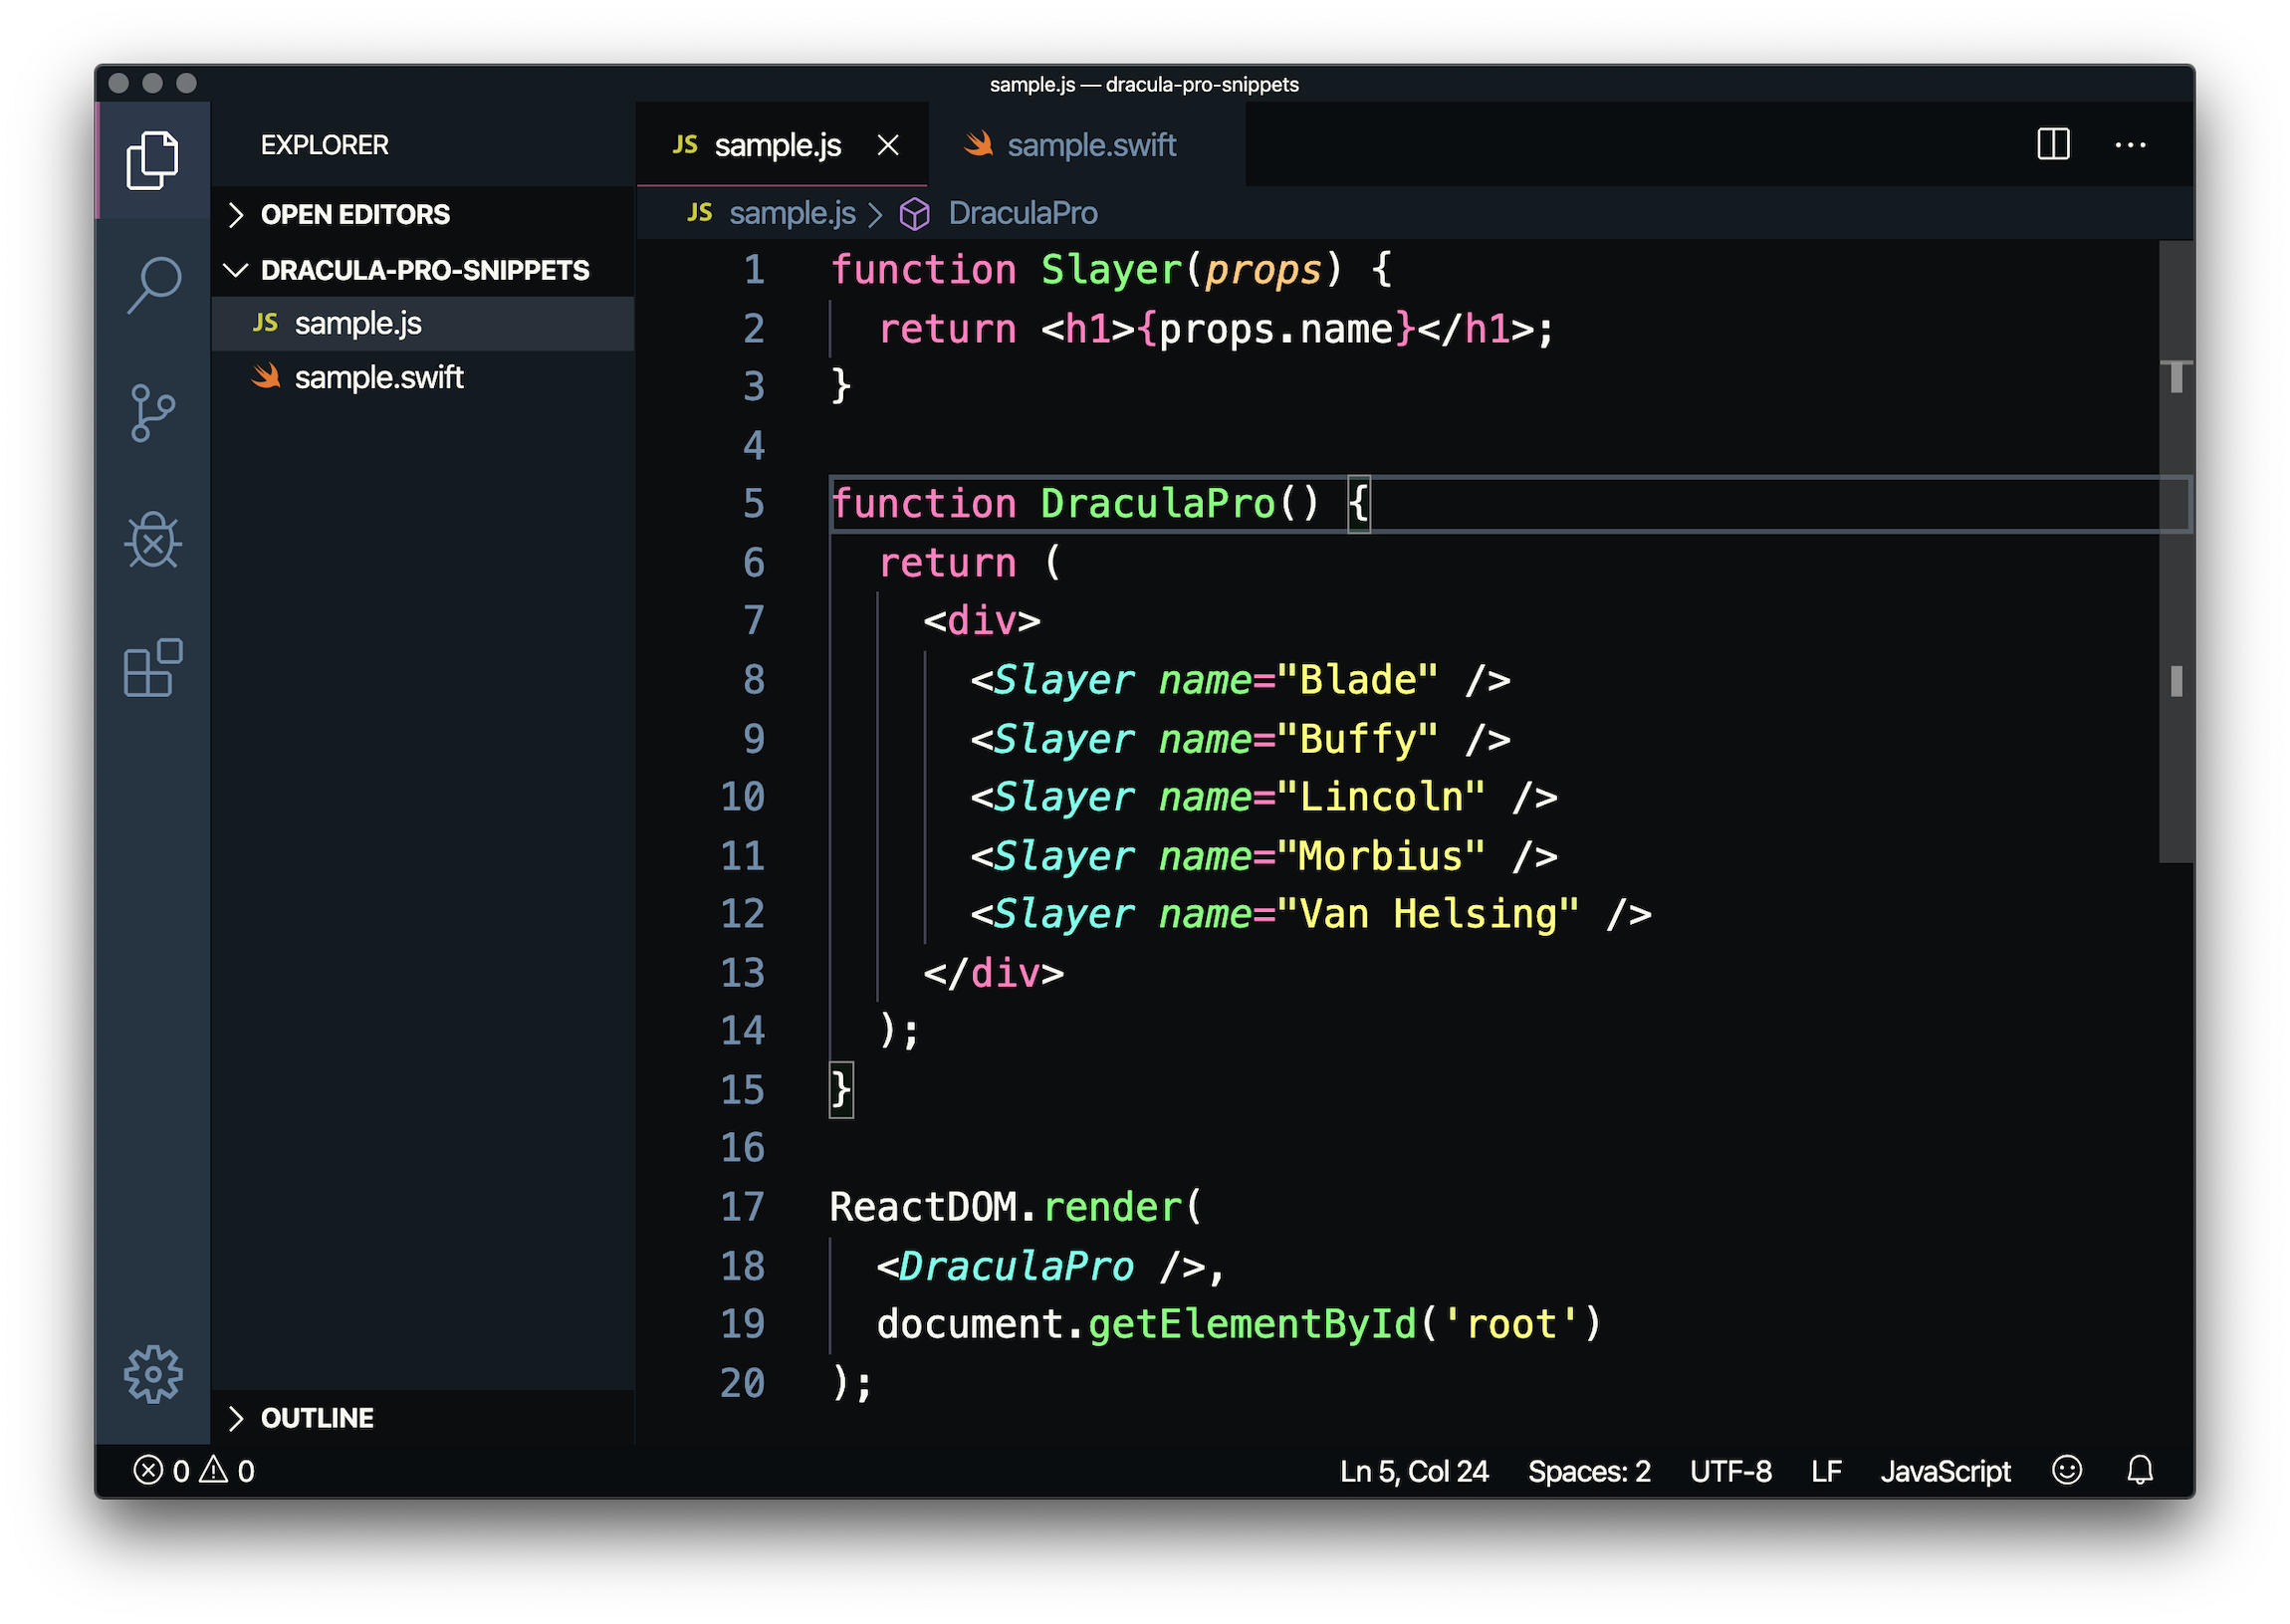 sample.js — dracula-pro-snippets
EXPLORER
OPEN EDITORS
DRACULA-PRO-SNIPPETS
JS sample.js
sample.swift
OUTLINE
JS sample.js
sample.swift
JS sample.js DraculaPro
1 function Slayer(props) {
2   return <h1>{props.name}</h1>;
3 }
4
5 function DraculaPro() {
6   return (
7     <div>
8       <Slayer name="Blade" />
9       <Slayer name="Buffy" />
10       <Slayer name="Lincoln" />
11       <Slayer name="Morbius" />
12       <Slayer name="Van Helsing" />
13     </div>
14   );
15 }
16
17 ReactDOM.render(
18   <DraculaPro />,
19   document.getElementById('root')
20 );
0 0
Ln 5, Col 24 Spaces: 2 UTF-8 LF JavaScript